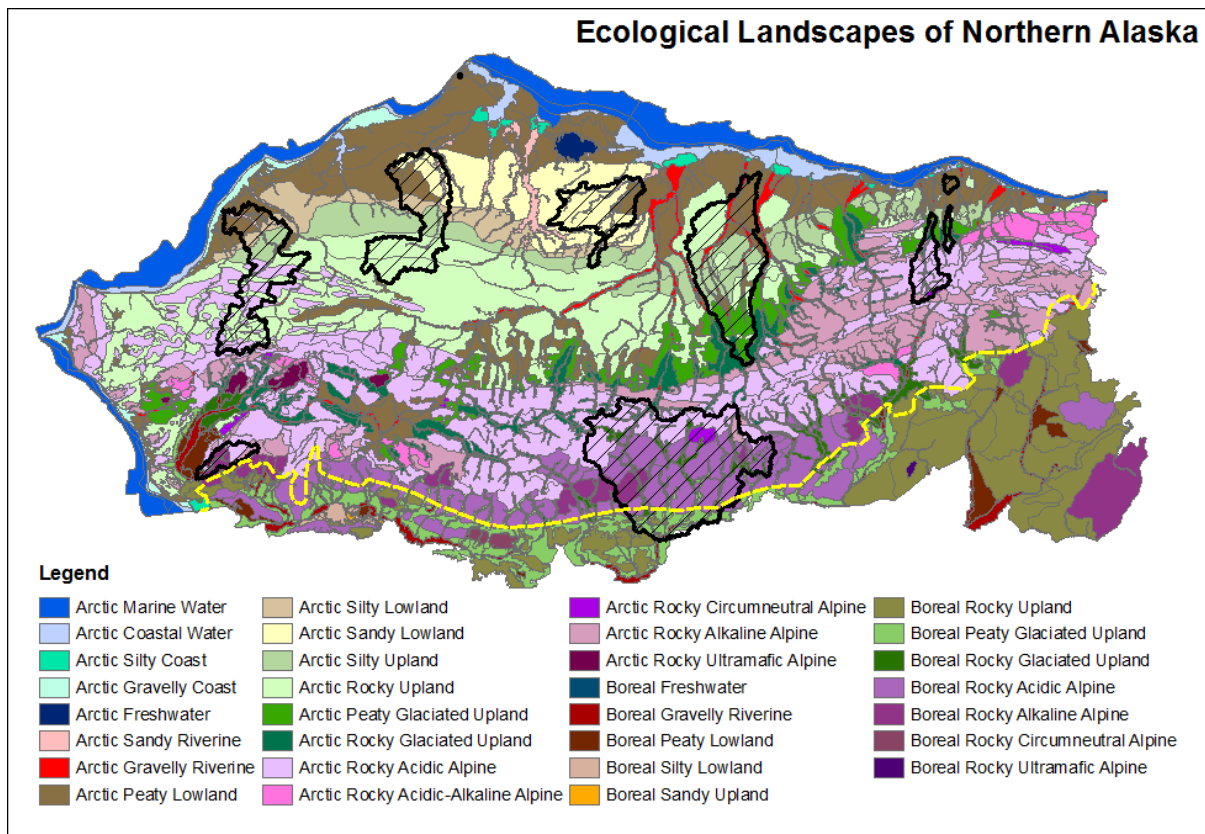 Ecological Landscapes of Northern Alaska
Legend
Arctic Marine Water
Arctic Coastal Water
Arctic Silty Coast
Arctic Gravelly Coast
Arctic Freshwater
Arctic Sandy Riverine
Arctic Gravelly Riverine
Arctic Peaty Lowland
Arctic Silty Lowland
Arctic Sandy Lowland
Arctic Silty Upland
Arctic Rocky Upland
Arctic Peaty Glaciated Upland
Arctic Rocky Glaciated Upland
Arctic Rocky Acidic Alpine
Arctic Rocky Acidic-Alkaline Alpine
Arctic Rocky Circumneutral Alpine
Arctic Rocky Alkaline Alpine
Arctic Rocky Ultramafic Alpine
Boreal Freshwater
Boreal Gravelly Riverine
Boreal Peaty Lowland
Boreal Silty Lowland
Boreal Sandy Upland
Boreal Rocky Upland
Boreal Peaty Glaciated Upland
Boreal Rocky Glaciated Upland
Boreal Rocky Acidic Alpine
Boreal Rocky Alkaline Alpine
Boreal Rocky Circumneutral Alpine
Boreal Rocky Ultramafic Alpine